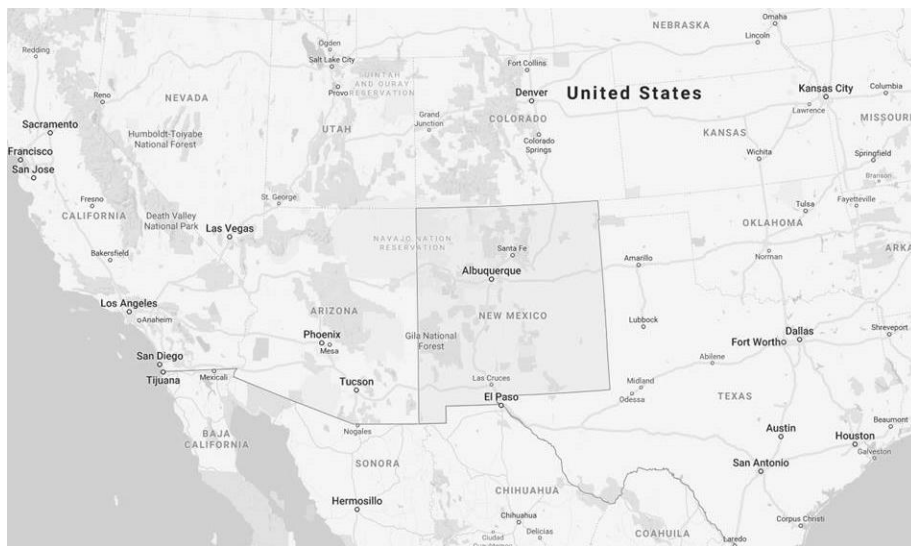 NEBRASKA
Omaha
Lincoln
Redding
Ogden
Salt Lake City
Provo
UINTAH
AND OURAY
RESERVATION
Fort Collins
Denver
United States
COLORADO
Colorado
Springs
Grand
Junction
Kansas City
Columbia
Lawrence
MISSOURI
KANSAS
Wichita
Springfield
Branson
Reno
NEVADA
Sacramento
Humboldt-Toiyabe
National Forest
UTAH
Francisco
San Jose
Fresno
CALIFORNIA
Death Valley
National Park
St. George
Las Vegas
Bakersfield
NAVAJO NATION
RESERVATION
Santa Fe
Albuquerque
Tulsa
Fayetteville
OKLAHOMA
Norman
ARKA
Amarillo
Los Angeles
Anaheim
ARIZONA
Phoenix
Mesa
Gila National
Forest
NEW MEXICO
Lubbock
Dallas
Fort Worth
Shreveport
Abilene
San Diego
Tijuana
Mexicali
Tucson
Las Cruces
El Paso
Midland
Odessa
TEXAS
Nogales
BAJA
CALIFORNIA
Austin
Beaumont
Houston
Galveston
San Antonio
SONORA
Hermosillo
CHIHUAHUA
Chihuahua
Delicias
Ciudad
COAHUILA
Corpus Christi
Laredo